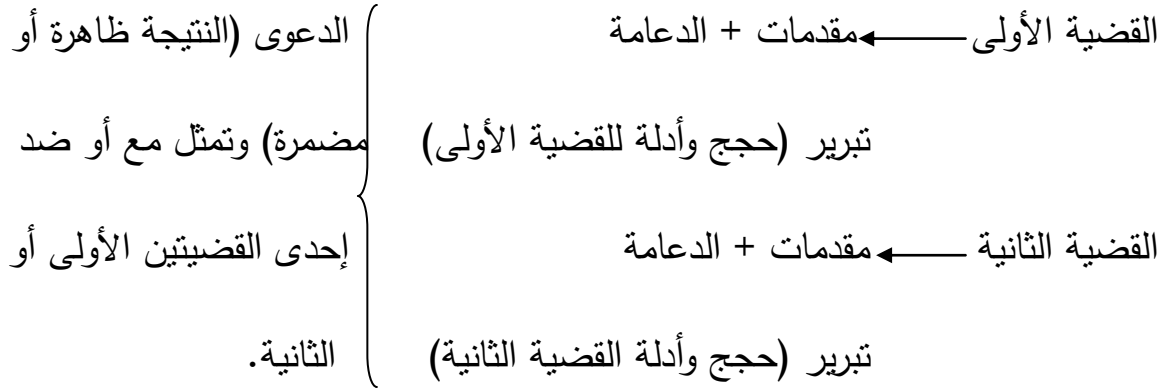 القضية الأولى مقدمات + الدعامة الدعوى (النتيجة ظاهرة أو
تبرير (حجج وأدلة للقضية الأولى) مضمرة) وتمثل مع أو ضد
القضية الثانية مقدمات + الدعامة إحدى القضيتين الأولى أو
تبرير (حجج وأدلة القضية الثانية) الثانية.